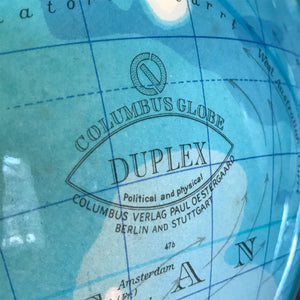 COLUMBUS GLOBE
DUPLEX
Political and physical
COLUMBUS VERLAG PAUL OESTERGAARD
BERLIN AND STUTTGART
476
Amsterdam
A N